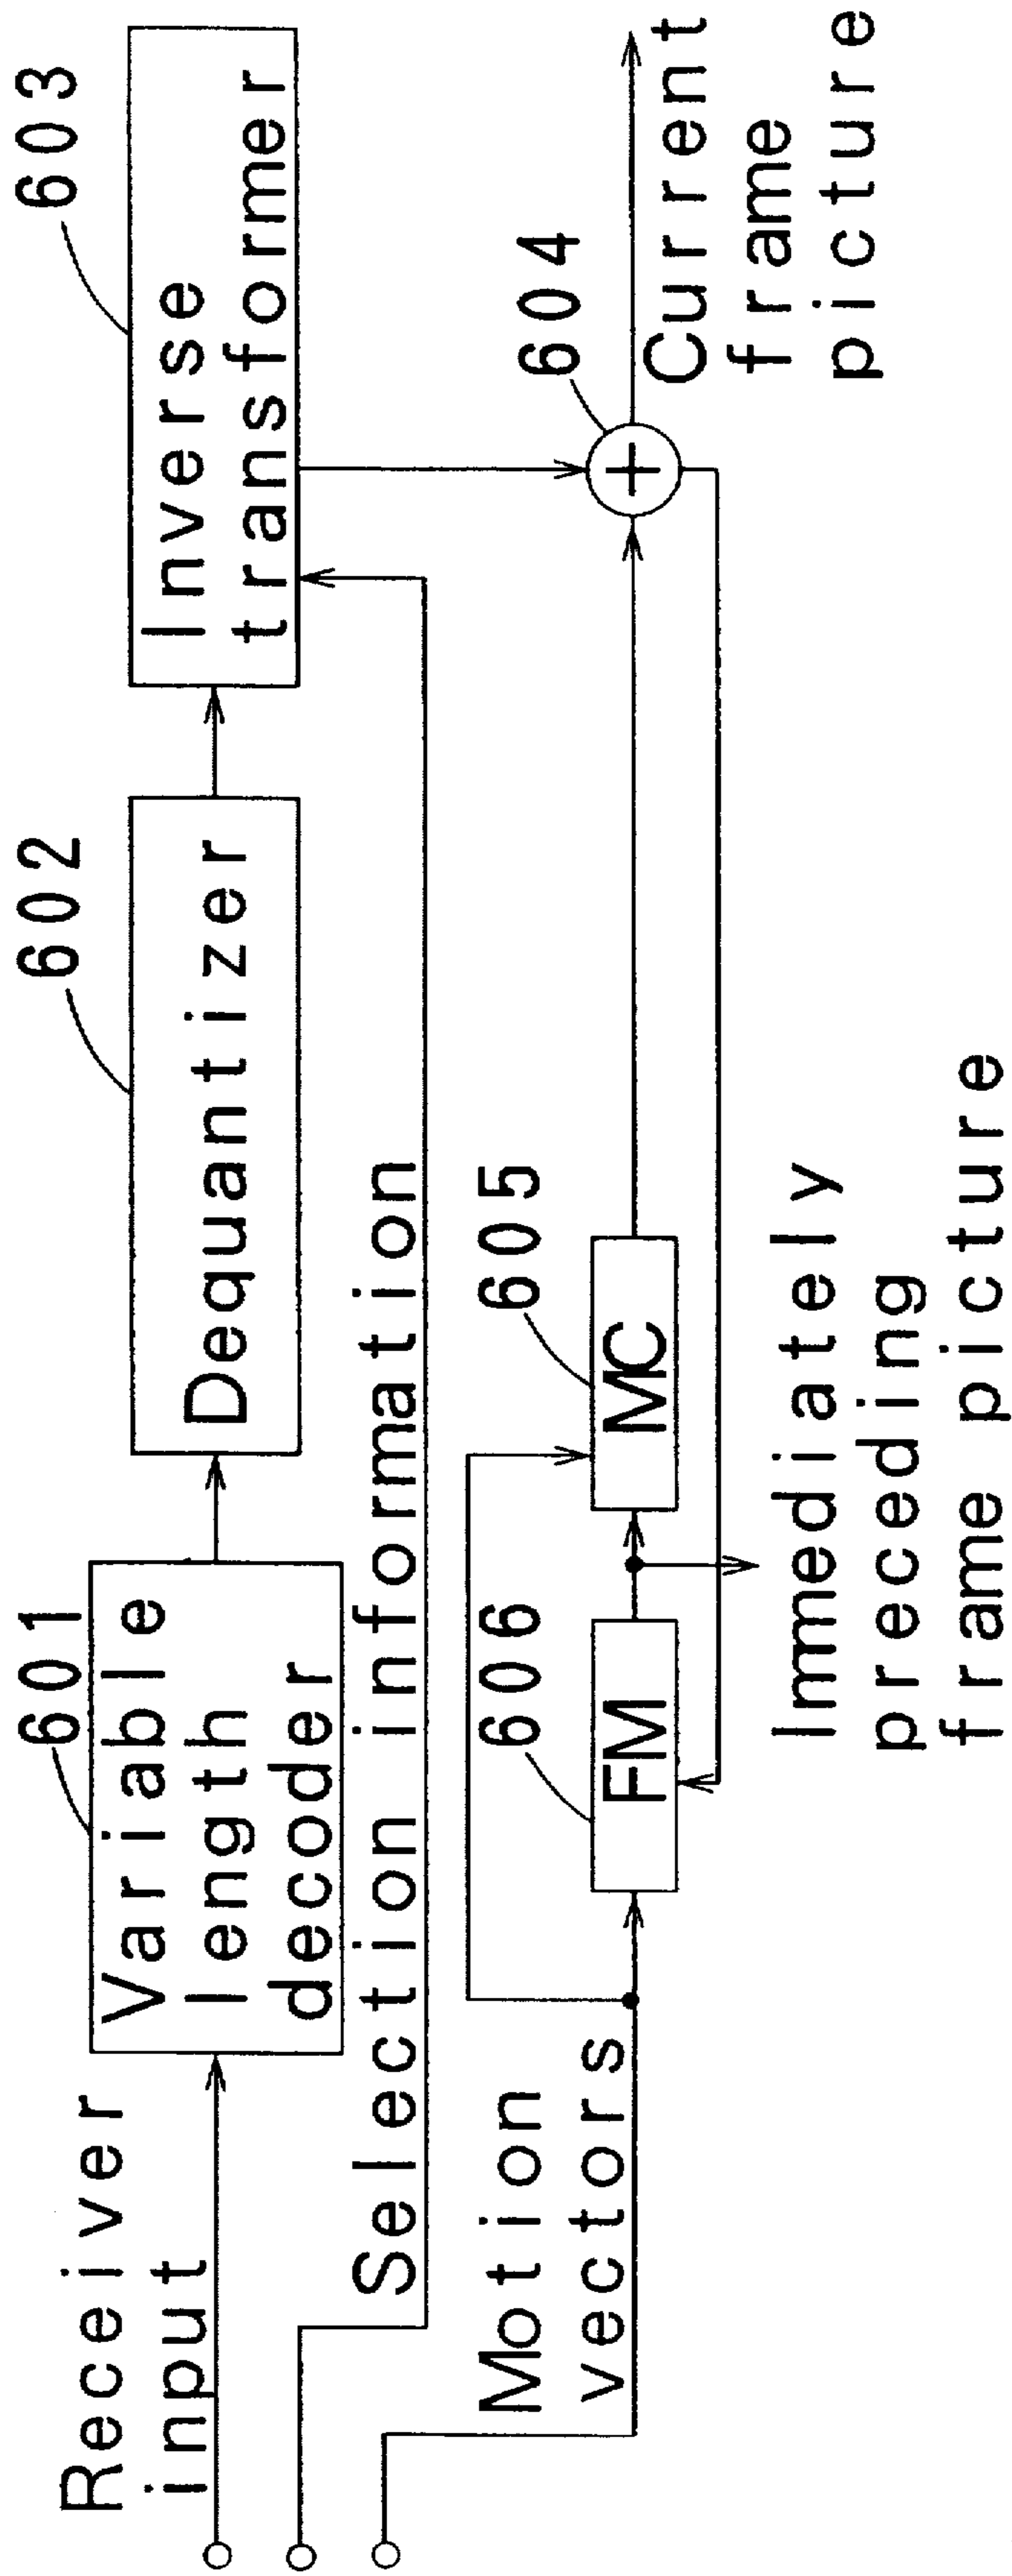 Receiver
input
601
Variable
length
decoder
602
Dequantizer
603
Inverse
transformer
Selection information
Motion
vectors
606
FM
605
MC
604
+
Current
frame
picture
Immediately
preceding
frame picture